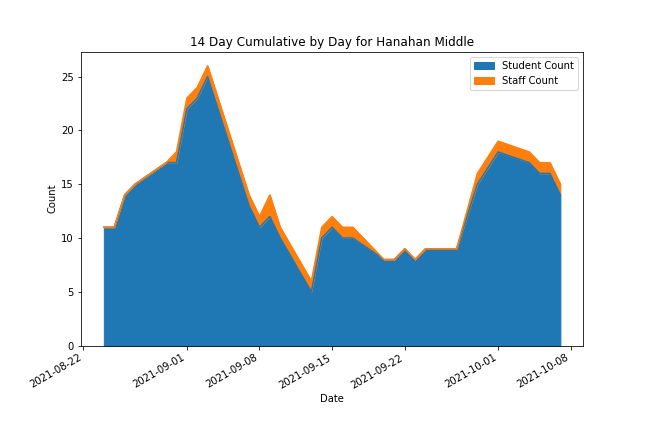 14 Day Cumulative by Day for Hanahan Middle
Student Count
Staff Count
25
20
15
10
5
0
Count
2021-08-22
2021-09-01
2021-09-08
2021-09-15
2021-09-22
2021-10-01
2021-10-08
Date